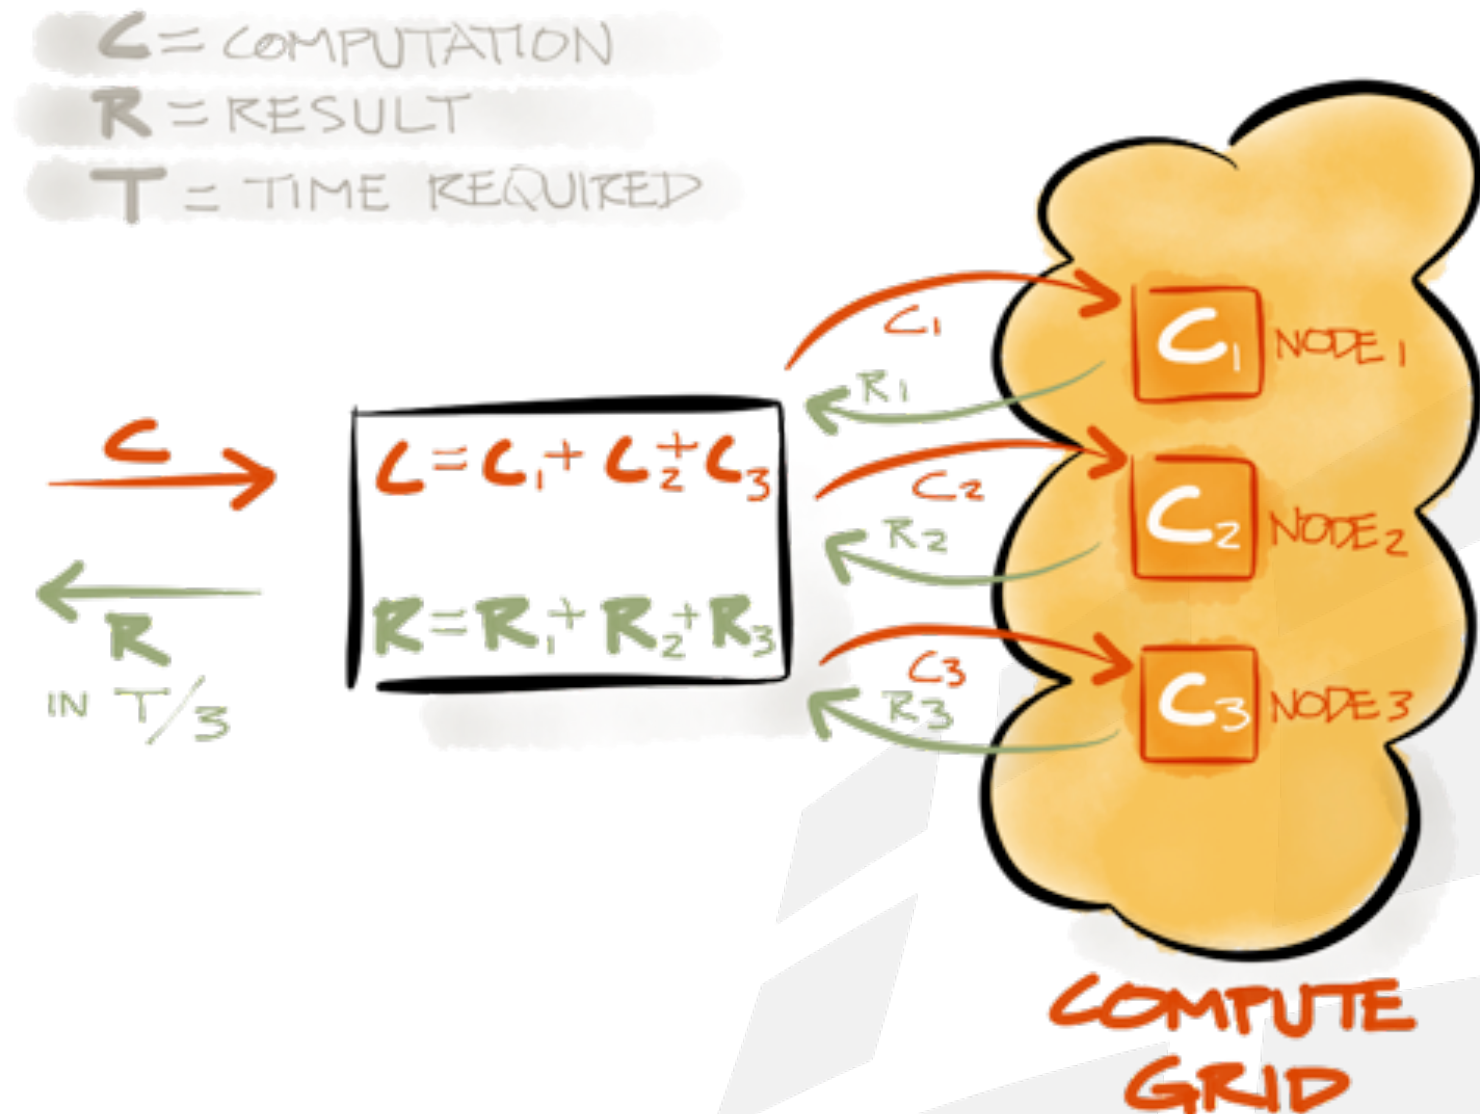 C = COMPUTATION
R = RESULT
T = TIME REQUIRED
C
R
IN T/3
C = C1 + C2 + C3
R = R1 + R2 + R3
C1
R1
C2
R2
C3
R3
C1 NODE 1
C2 NODE 2
C3 NODE 3
COMPUTE
GRID